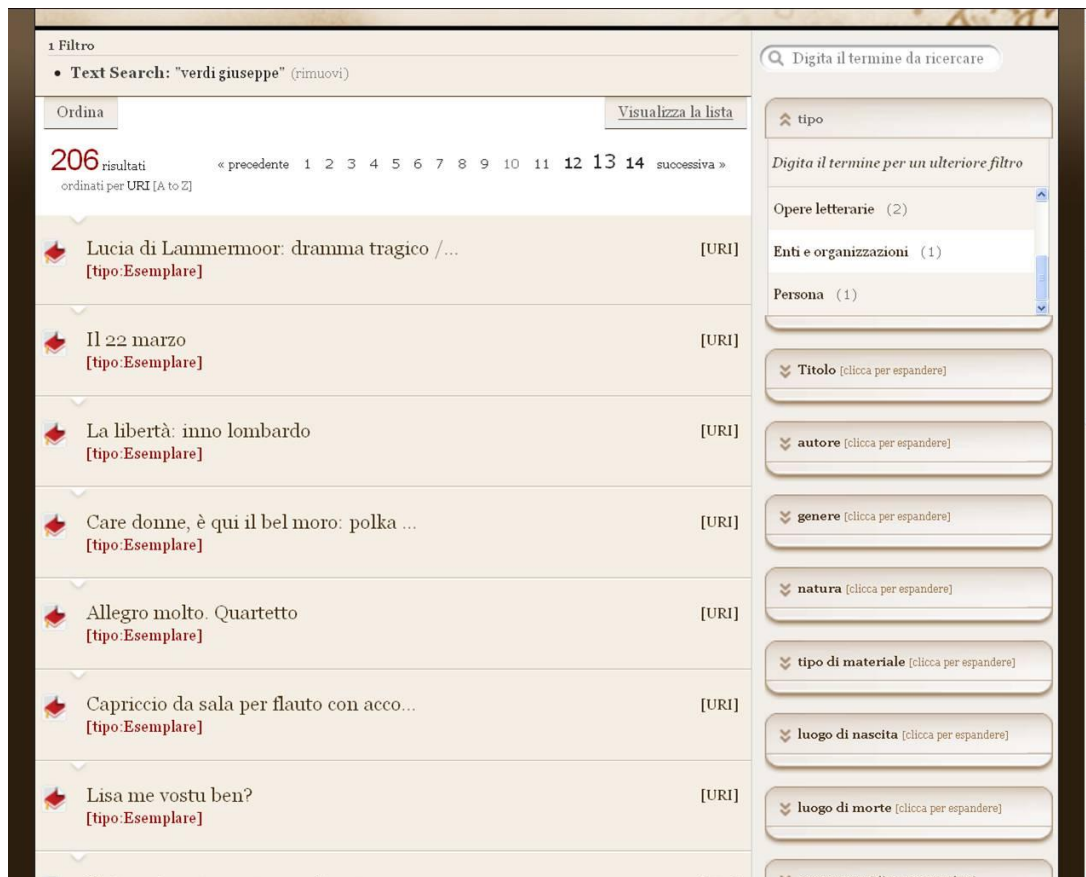 1 Filtro
• Text Search: "verdi giuseppe" (rimuovi)
Ordina
Visualizza la lista
206 risultati
ordinati per URI [A to Z]
« precedente 1 2 3 4 5 6 7 8 9 10 11 12 13 14 successiva »
Lucia di Lammermoor: dramma tragico /...
[URI]
[tipo:Esemplare]
Il 22 marzo
[URI]
[tipo:Esemplare]
La libertà: inno lombardo
[URI]
[tipo:Esemplare]
Care donne, è qui il bel moro: polka ...
[URI]
[tipo:Esemplare]
Allegro molto. Quartetto
[URI]
[tipo:Esemplare]
Capriccio da sala per flauto con acco...
[URI]
[tipo:Esemplare]
Lisa me vostu ben?
[URI]
[tipo:Esemplare]
Digita il termine da ricercare
tipo
Digita il termine per un ulteriore filtro
Opere letterarie (2)
Enti e organizzazioni (1)
Persona (1)
Titolo [clicca per espandere]
autore [clicca per espandere]
genere [clicca per espandere]
natura [clicca per espandere]
tipo di materiale [clicca per espandere]
luogo di nascita [clicca per espandere]
luogo di morte [clicca per espandere]